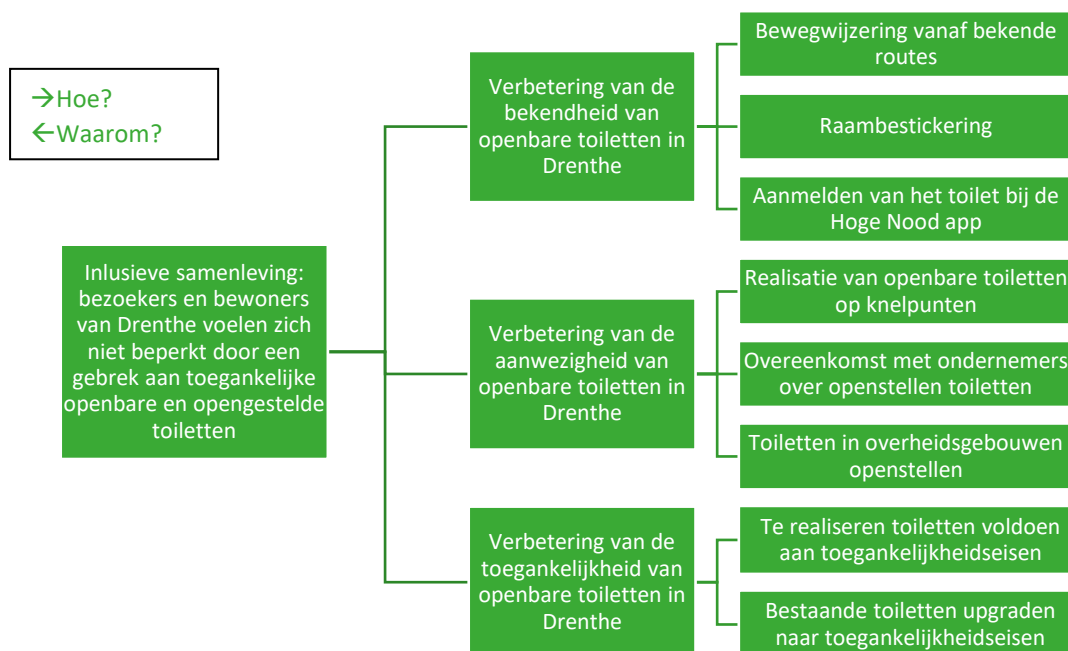 →Hoe?
←Waarom?
Inlusieve samenleving:
bezoekers en bewoners
van Drenthe voelen zich
niet beperkt door een
gebrek aan toegankelijke
openbare en opengestelde
toiletten
Verbetering van de
bekendheid van
openbare toiletten in
Drenthe
Bewegwijzering vanaf bekende
routes
Raambestickering
Aanmelden van het toilet bij de
Hoge Nood app
Verbetering van de
aanwezigheid van
openbare toiletten in
Drenthe
Realisatie van openbare toiletten
op knelpunten
Overeenkomst met ondernemers
over openstellen toiletten
Toiletten in overheidsgebouwen
openstellen
Verbetering van de
toegankelijkheid van
openbare toiletten in
Drenthe
Te realiseren toiletten voldoen
aan toegankelijkheidseisen
Bestaande toiletten upgraden
naar toegankelijkheidseisen